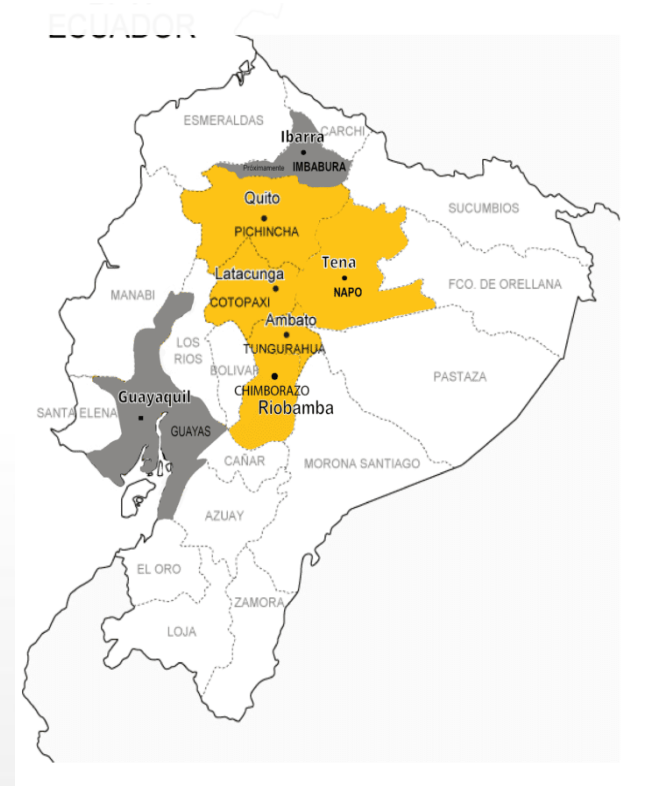 ECUADOR
ESMERALDAS
CARCHI
Ibarra
Próximamente
IMBABURA
Quito
PICHINCHA
SUCUMBIOS
Tena
NAPO
Latacunga
COTOPAXI
FCO. DE ORELLANA
MANABI
Ambato
TUNGURAHUA
LOS
RIOS
BOLIVAR
PASTAZA
CHIMBORAZO
Riobamba
Guayaquil
SANTA ELENA
GUAYAS
CAÑAR
MORONA SANTIAGO
AZUAY
EL ORO
ZAMORA
LOJA